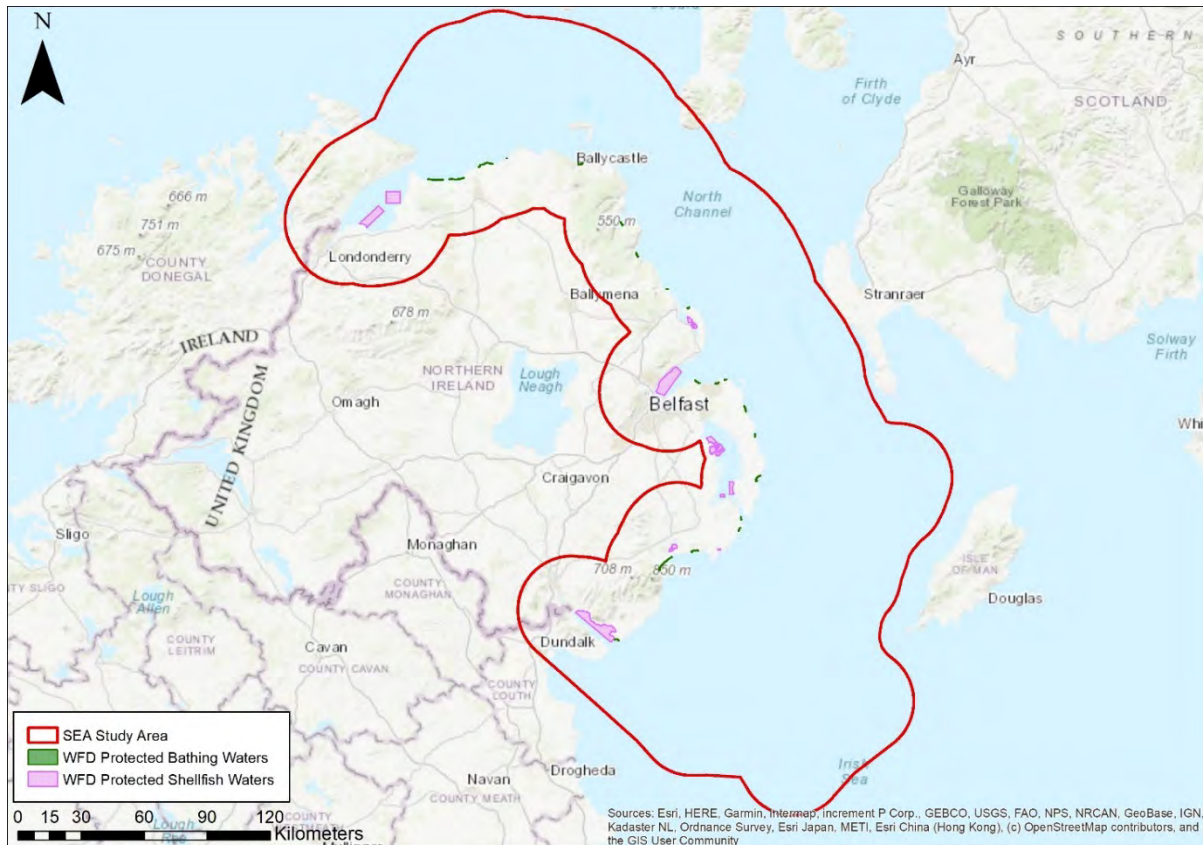 N
SOUTHERN
Ayr
Firth
of Clyde
SCOTLAND
Ballycastle
666 m
751 m
675 m
COUNTY
DONEGAL
North
Channel
Galloway
Forest Park
550 m
Londonderry
Stranraer
Ballymena
678 m
Solway
Firth
IRELAND
UNITED KINGDOM
NORTHERN
IRELAND
Lough
Neagh
Omagh
Belfast
Whi
Craigavon
Sligo
Monaghan
708 m
850 m
ISLE
OF MAN
COUNTY
MONAGHAN
Douglas
NTY SLIGO
Lough
Allen
COUNTY
LEITRIM
Cavan
COUNTY CAVAN
Dundalk
COUNTY
LOUTH
SEA Study Area
WFD Protected Bathing Waters
WFD Protected Shellfish Waters
Navan
COUNTY MEATH
Drogheda
Irish
Sea
0 15 30 60 90 120
Kilometers
Lough
Sources: Esri, HERE, Garmin, Intermap, increment P Corp., GEBCO, USGS, FAO, NPS, NRCAN, GeoBase, IGN,
Kadaster NL, Ordnance Survey, Esri Japan, METI, Esri China (Hong Kong), (c) OpenStreetMap contributors, and
the GIS User Community